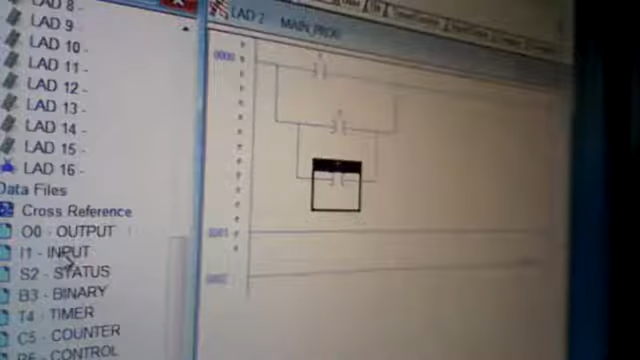 LAD 8 -
LAD 9 -
LAD 10 -
LAD 11 -
LAD 12 -
LAD 13 -
LAD 14 -
LAD 15 -
LAD 16 -
Data Files
Cross Reference
O0 - OUTPUT
I1 - INPUT
S2 - STATUS
B3 - BINARY
T4 - TIMER
C5 - COUNTER
R6 - CONTROL
LAD 2 MAIN_PROG
0000
0001
0002